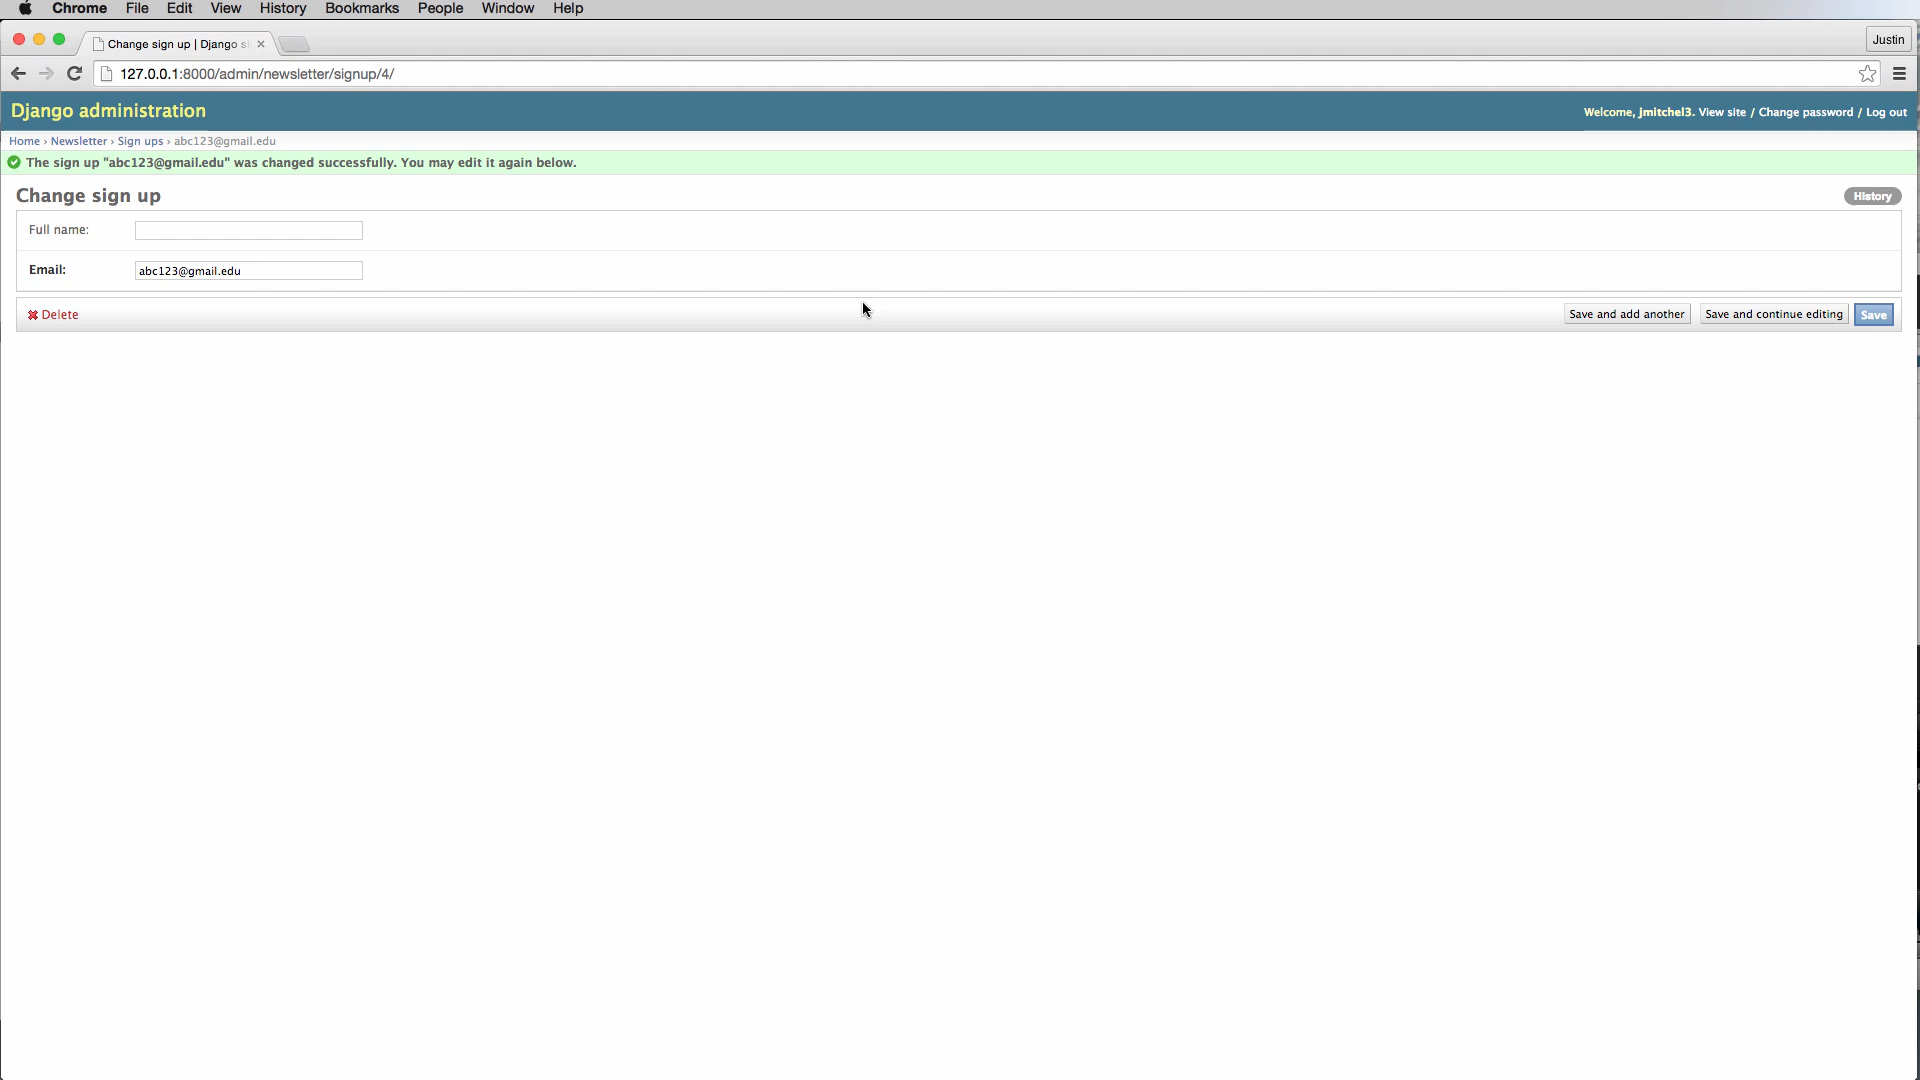 Chrome File Edit View History Bookmarks People Window Help
Change sign up | Django s
Justin
127.0.0.1:8000/admin/newsletter/signup/4/
Django administration
Welcome, jmitchel3. View site / Change password / Log out
Home › Newsletter › Sign ups › abc123@gmail.edu
The sign up "abc123@gmail.edu" was changed successfully. You may edit it again below.
Change sign up
History
Full name:
Email: abc123@gmail.edu
Delete Save and add another Save and continue editing Save